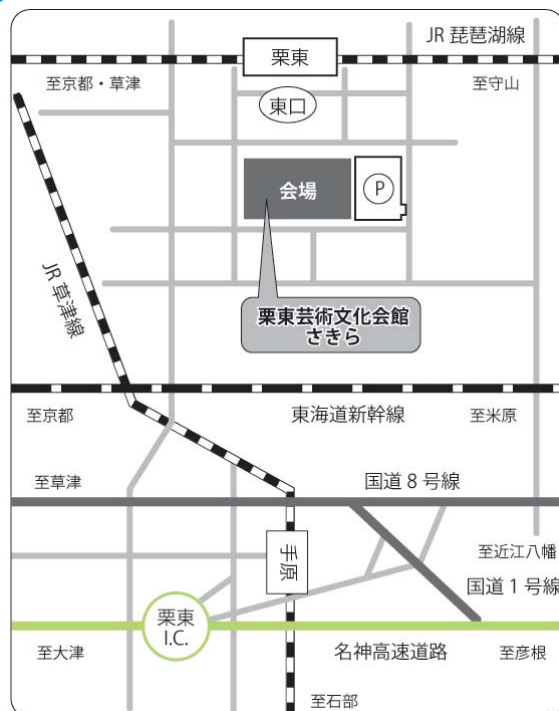 JR 琵琶湖線
栗東
至京都・草津
至守山
東口
会場
P
JR 草津線
栗東芸術文化会館
さきら
至京都
東海道新幹線
至米原
至草津
国道 8 号線
手原
至近江八幡
国道 1 号線
栗東
I.C.
至大津
名神高速道路
至彦根
至石部